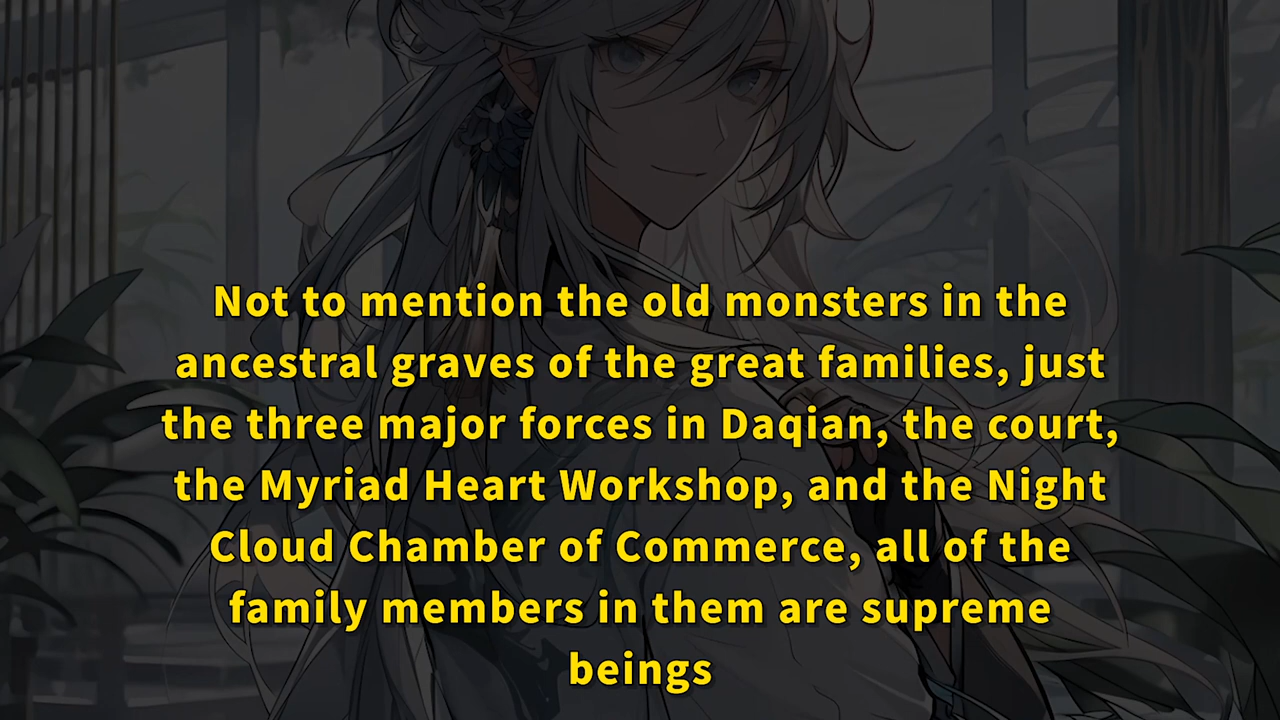 Not to mention the old monsters in the
ancestral graves of the great families, just
the three major forces in Daqian, the court,
the Myriad Heart Workshop, and the Night
Cloud Chamber of Commerce, all of the
family members in them are supreme
beings